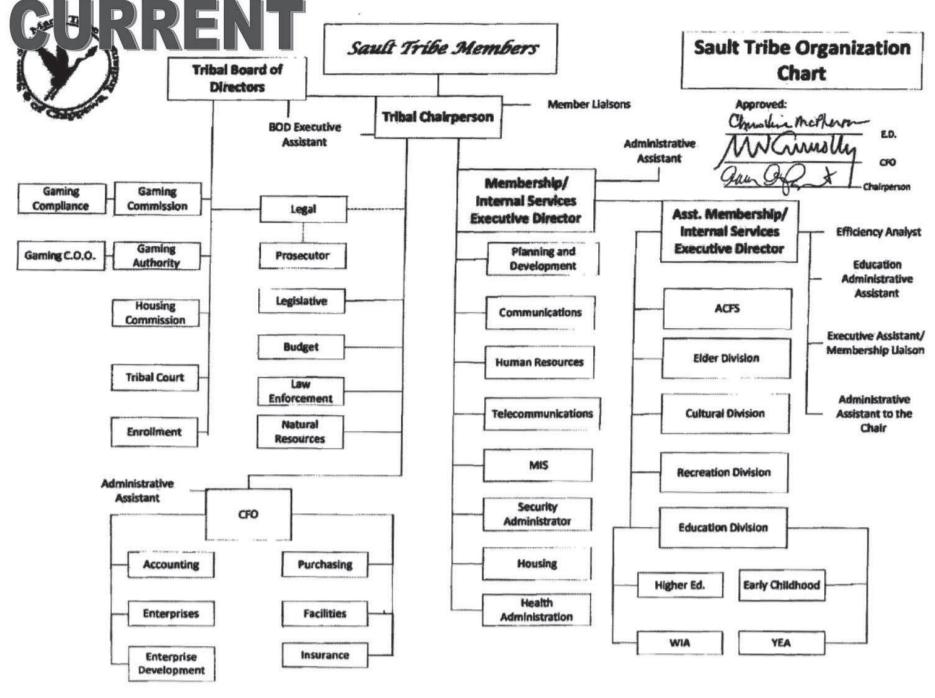 CURRENT
of Chippewa Indians
Sault Tribe Members
Sault Tribe Organization
Chart
Tribal Board of
Directors
Tribal Chairperson
Member Liaisons
BOD Executive
Assistant
Approved:
Christine McPherson
E.D.
CFO
Chairperson
Administrative
Assistant
Gaming
Compliance
Gaming
Commission
Legal
Membership/
Internal Services
Executive Director
Asst. Membership/
Internal Services
Executive Director
Efficiency Analyst
Gaming C.O.O.
Gaming
Authority
Prosecutor
Planning and
Development
Education
Administrative
Assistant
Housing
Commission
Legislative
Communications
ACFS
Executive Assistant/
Membership Liaison
Budget
Human Resources
Elder Division
Tribal Court
Law
Enforcement
Telecommunications
Cultural Division
Administrative
Assistant to the
Chair
Enrollment
Natural
Resources
MIS
Recreation Division
Administrative
Assistant
CFO
Security
Administrator
Education Division
Accounting
Purchasing
Housing
Higher Ed.
Early Childhood
Enterprises
Facilities
Health
Administration
WIA
YEA
Enterprise
Development
Insurance